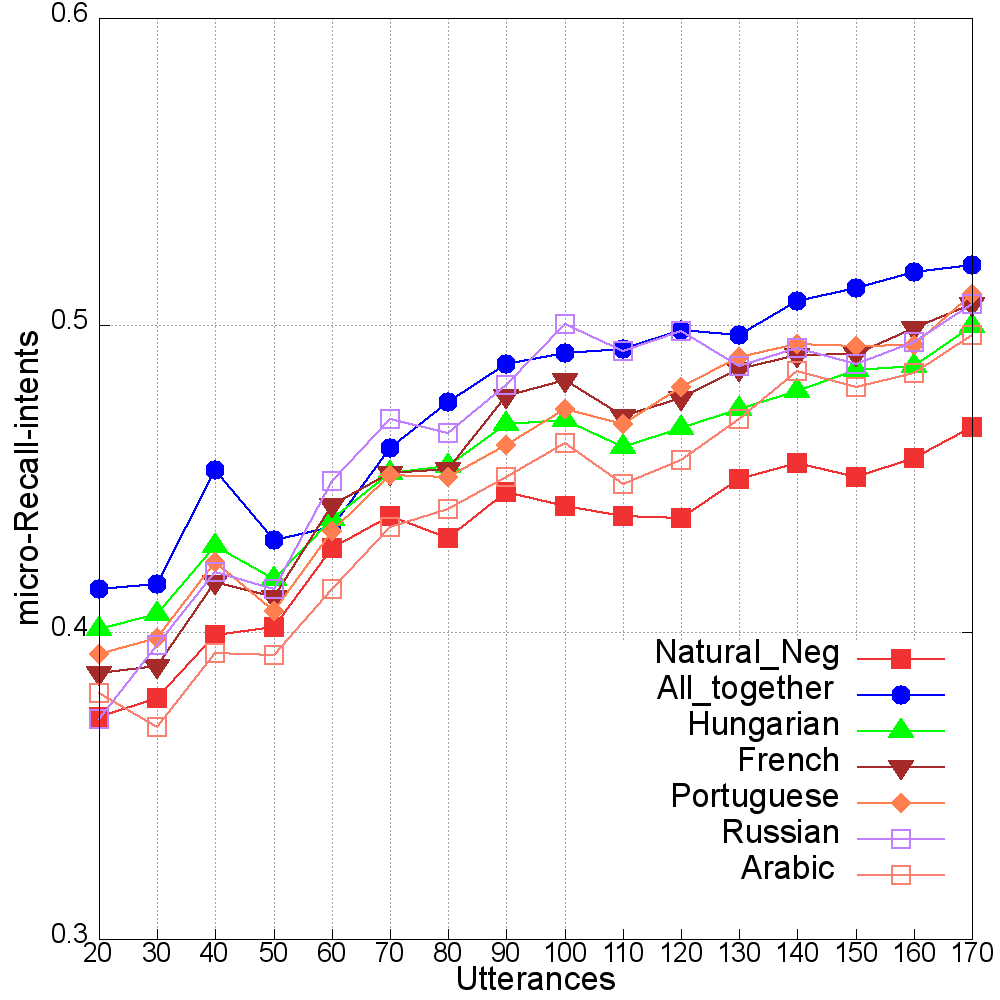 0.6
0.5
0.4
0.3
micro-Recall-intents
Natural_Neg
All_together
Hungarian
French
Portuguese
Russian
Arabic
20 30 40 50 60 70 80 90 100 110 120 130 140 150 160 170
Utterances